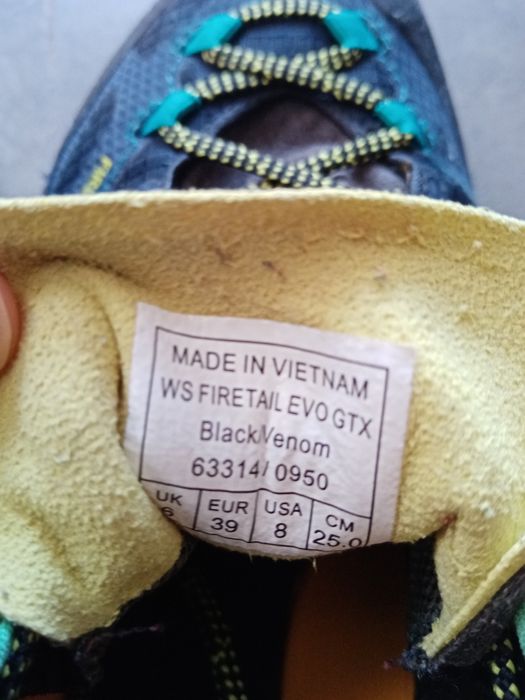 MADE IN VIETNAM
WS FIRETAIL EVO GTX
Black/Venom
63314/ 0950
UK EUR USA CM
6 39 8 25.0